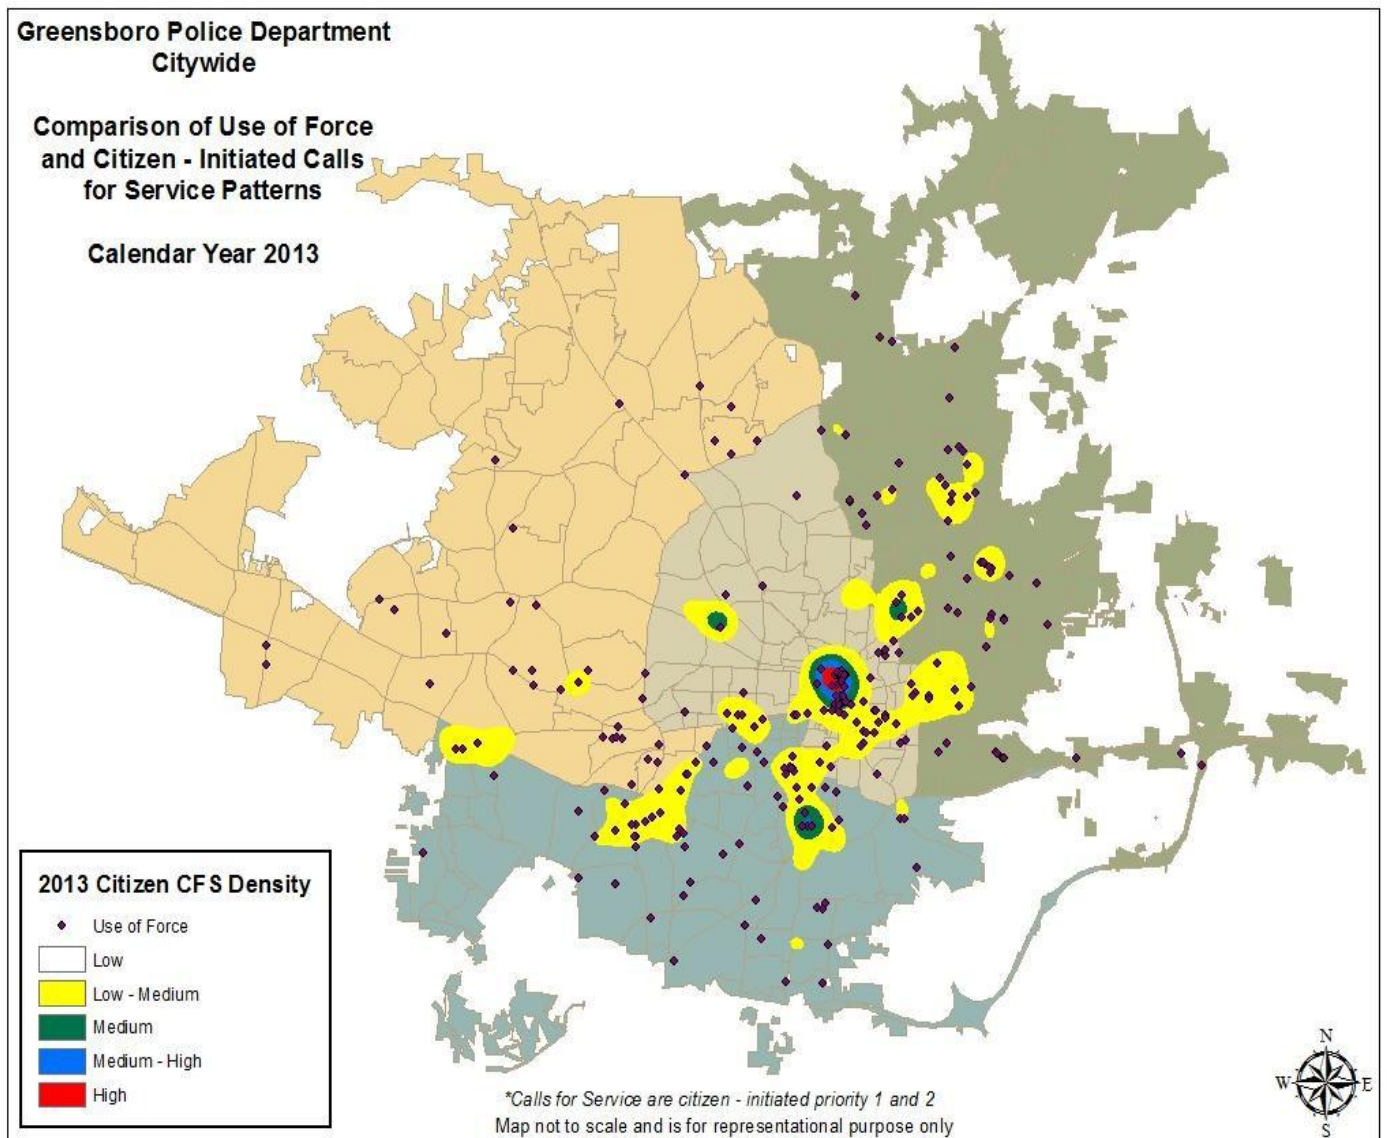 Greensboro Police Department
Citywide
Comparison of Use of Force
and Citizen - Initiated Calls
for Service Patterns
Calendar Year 2013
2013 Citizen CFS Density
Use of Force
Low
Low - Medium
Medium
Medium - High
High
*Calls for Service are citizen - initiated priority 1 and 2
Map not to scale and is for representational purpose only
N
W E
S